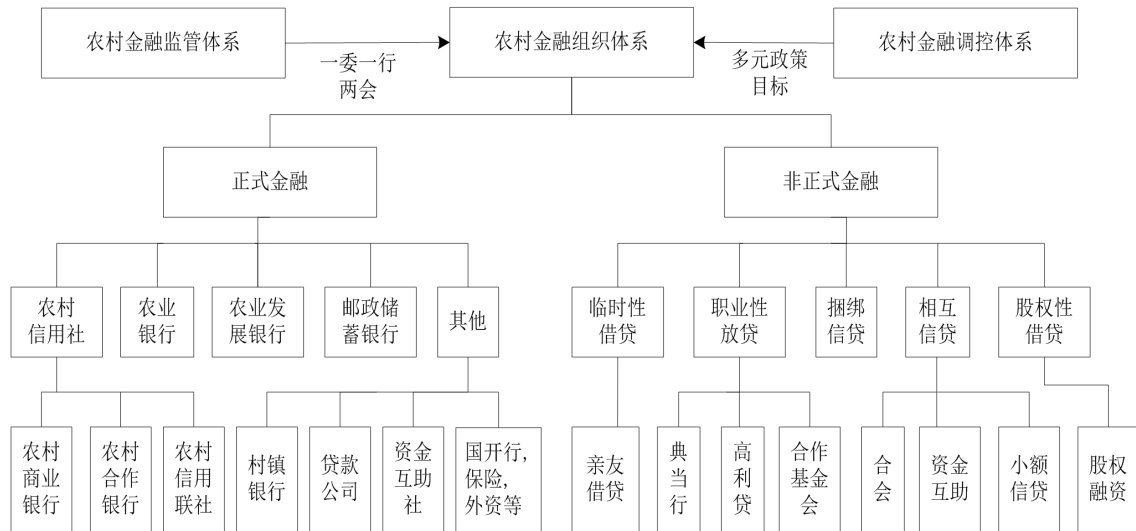 农村金融监管体系
农村金融组织体系
农村金融调控体系
一委一行
两会
多元政策
目标
正式金融
非正式金融
农村
信用社
农业
银行
农业发
展银行
邮政储
蓄银行
其他
临时性
借贷
职业性
放贷
捆绑
信贷
相互
信贷
股权性
借贷
农村
商业
银行
农村
合作
银行
农村
信用
联社
村镇
银行
贷款
公司
资金
互助
社
国开行,
保险,
外资等
亲友
借贷
典
当
行
高
利
贷
合作
基金
会
合
会
资金
互助
小额
信贷
股权
融资